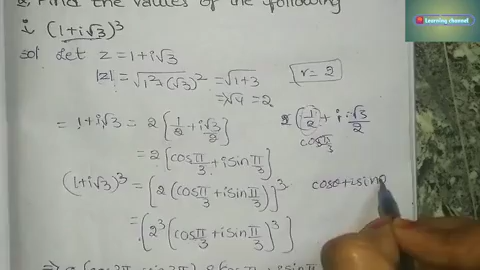 Find the values of the following
i. (1+i√3)³
Learning channel
sol Let z = 1+i√3
|z| = √1²+(√3)² = √1+3 r = 2
= √4 = 2
= 1+i√3 = 2 [1/2 + i√3/2] 2 (1/2 + i √3/2)
cos π/3
= 2 [cos π/3 + i sin π/3]
(1+i√3)³ = [2 (cos π/3 + i sin π/3)]³ cosθ+i sinθ
= [2³ (cos π/3 + i sin π/3)³]